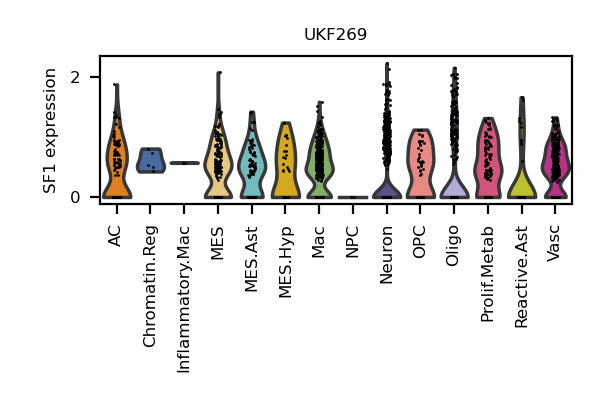 UKF269
SF1 expression
2
0
AC
Chromatin.Reg
Inflammatory.Mac
MES
MES.Ast
MES.Hyp
Mac
NPC
Neuron
OPC
Oligo
Prolif.Metab
Reactive.Ast
Vasc